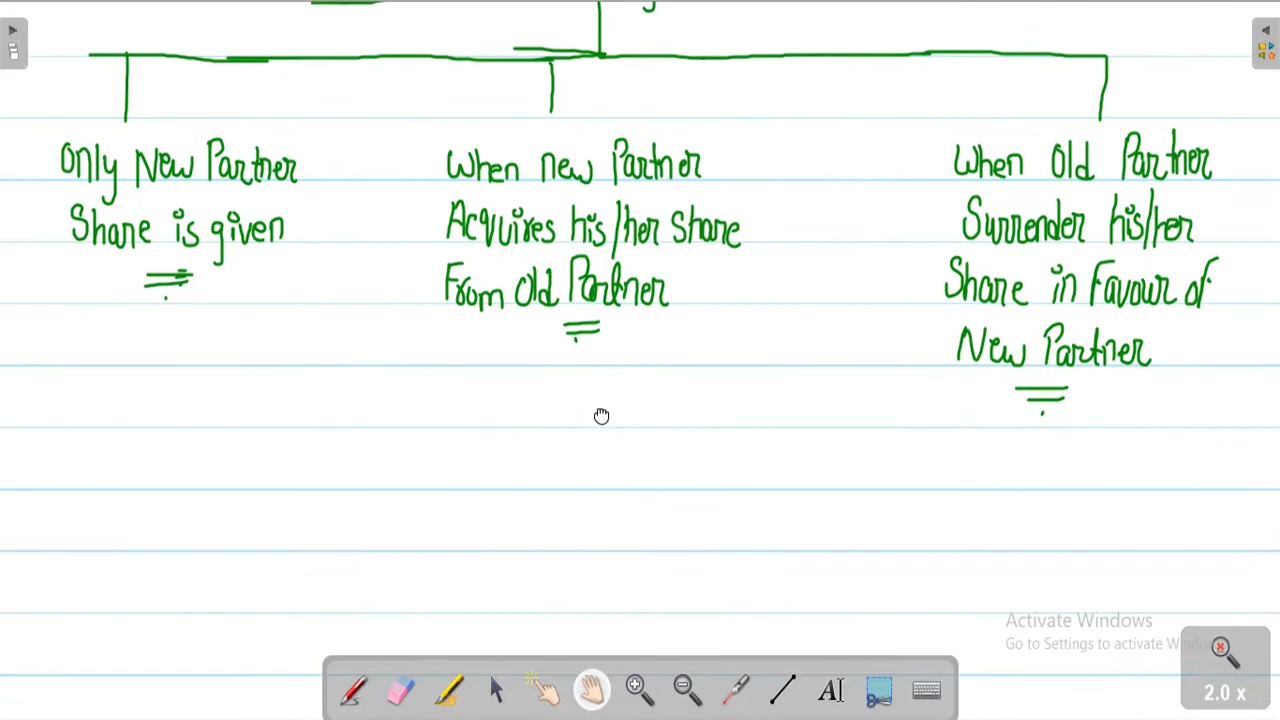 Only New Partner
Share is given
When new Partner
Acquires his/her share
From Old Partner
When Old Partner
Surrender his/her
Share in Favour of
New Partner
Activate Windows
Go to Settings to activate
2.0 x